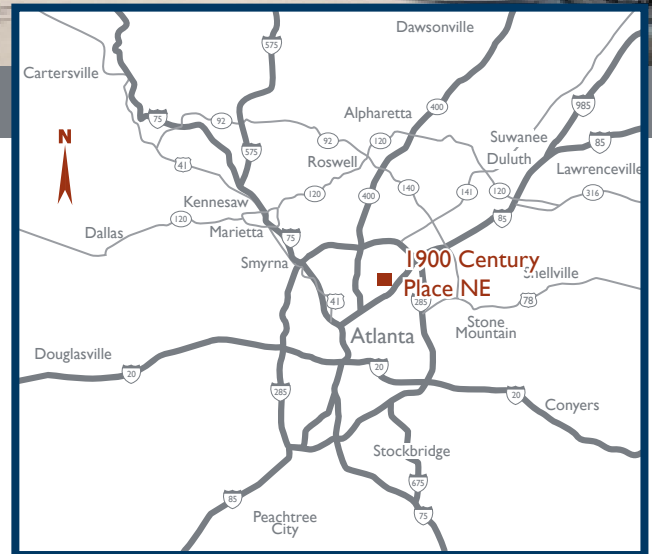 Dawsonville
575
Cartersville
400
985
75
92
Alpharetta
92
120
Suwanee
85
575
Roswell
Duluth
N
41
Lawrenceville
120
400
140
141
120
316
Kennesaw
120
85
Dallas
Marietta
75
Smyrna
1900 Century
Place NE
Snellville
41
285
78
Stone
Mountain
Atlanta
Douglasville
20
20
285
20
Conyers
Stockbridge
675
85
75
Peachtree
City